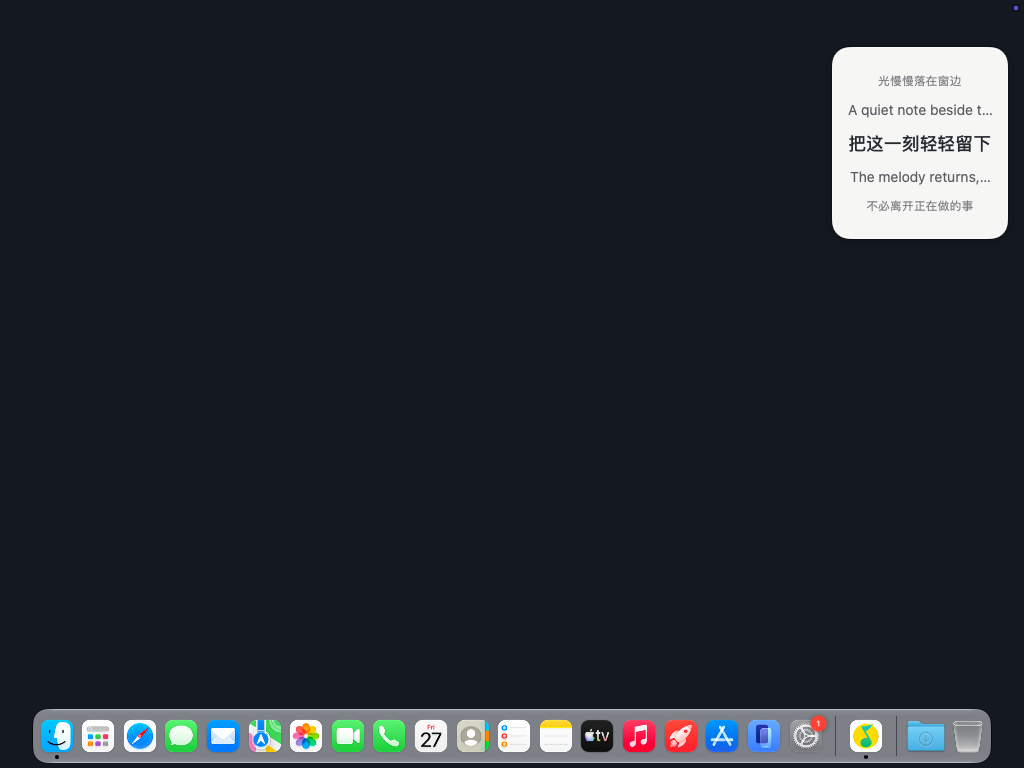 光慢慢落在窗边
A quiet note beside t...
把这一刻轻轻留下
The melody returns,...
不必离开正在做的事
Fri
27
tv
1